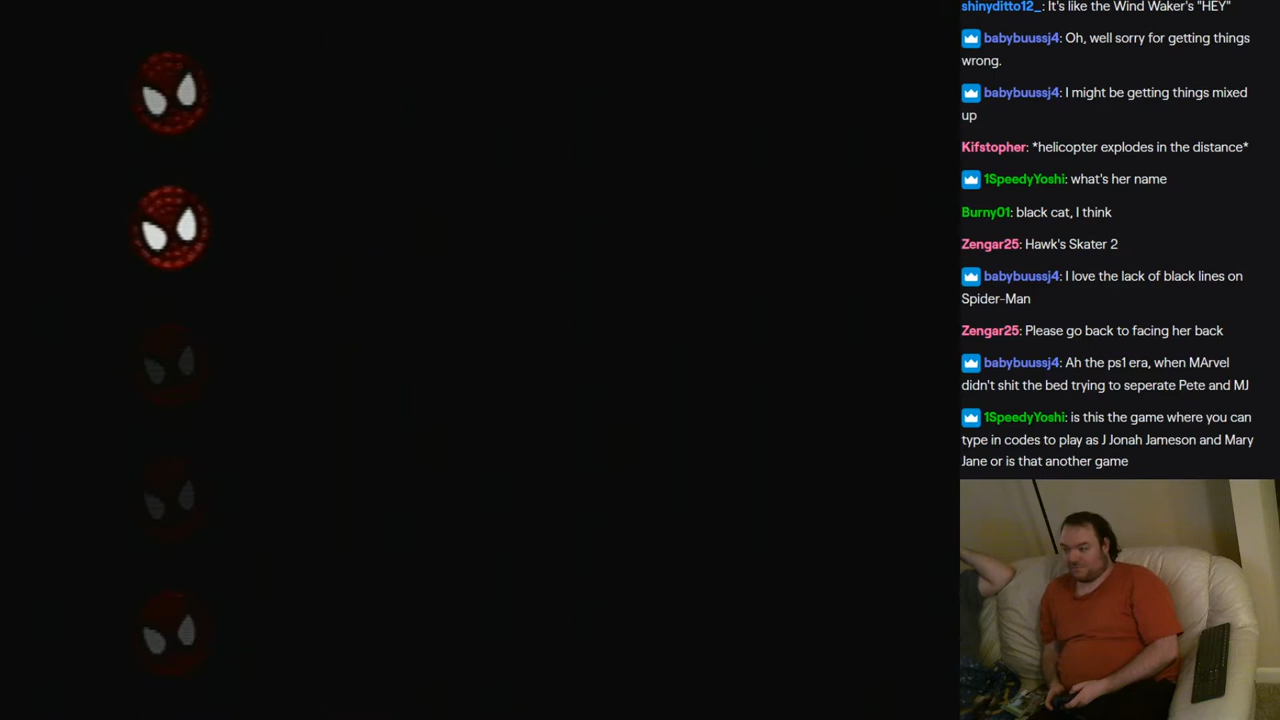 shinyditto12_: It's like the Wind Waker's "HEY"
babybuussj4: Oh, well sorry for getting things
wrong.
babybuussj4: I might be getting things mixed
up
Kifstopher: *helicopter explodes in the distance*
1SpeedyYoshi: what's her name
Burny01: black cat, I think
Zengar25: Hawk's Skater 2
babybuussj4: I love the lack of black lines on
Spider-Man
Zengar25: Please go back to facing her back
babybuussj4: Ah the ps1 era, when MArvel
didn't shit the bed trying to seperate Pete and MJ
1SpeedyYoshi: is this the game where you can
type in codes to play as J Jonah Jameson and Mary
Jane or is that another game